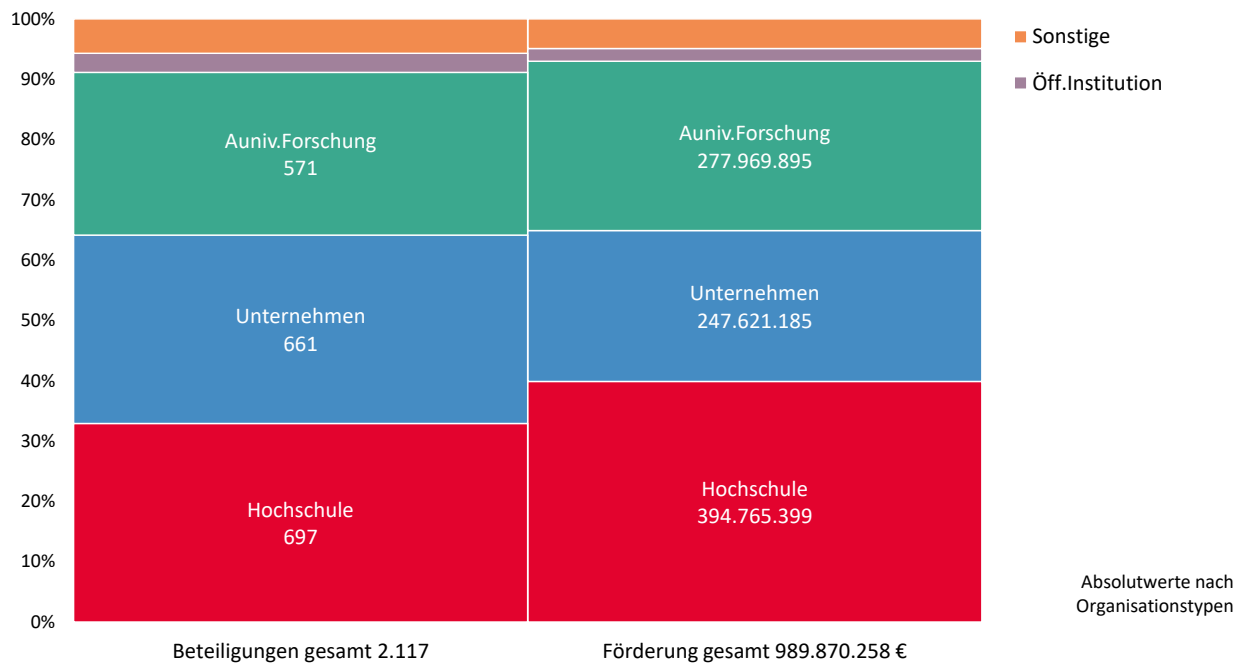 100%
90%
80%
70%
60%
50%
40%
30%
20%
10%
0%
Auniv.Forschung
571
Unternehmen
661
Hochschule
697
Auniv.Forschung
277.969.895
Unternehmen
247.621.185
Hochschule
394.765.399
Sonstige
Öff.Institution
Absolutwerte nach
Organisationstypen
Beteiligungen gesamt 2.117
Förderung gesamt 989.870.258 €